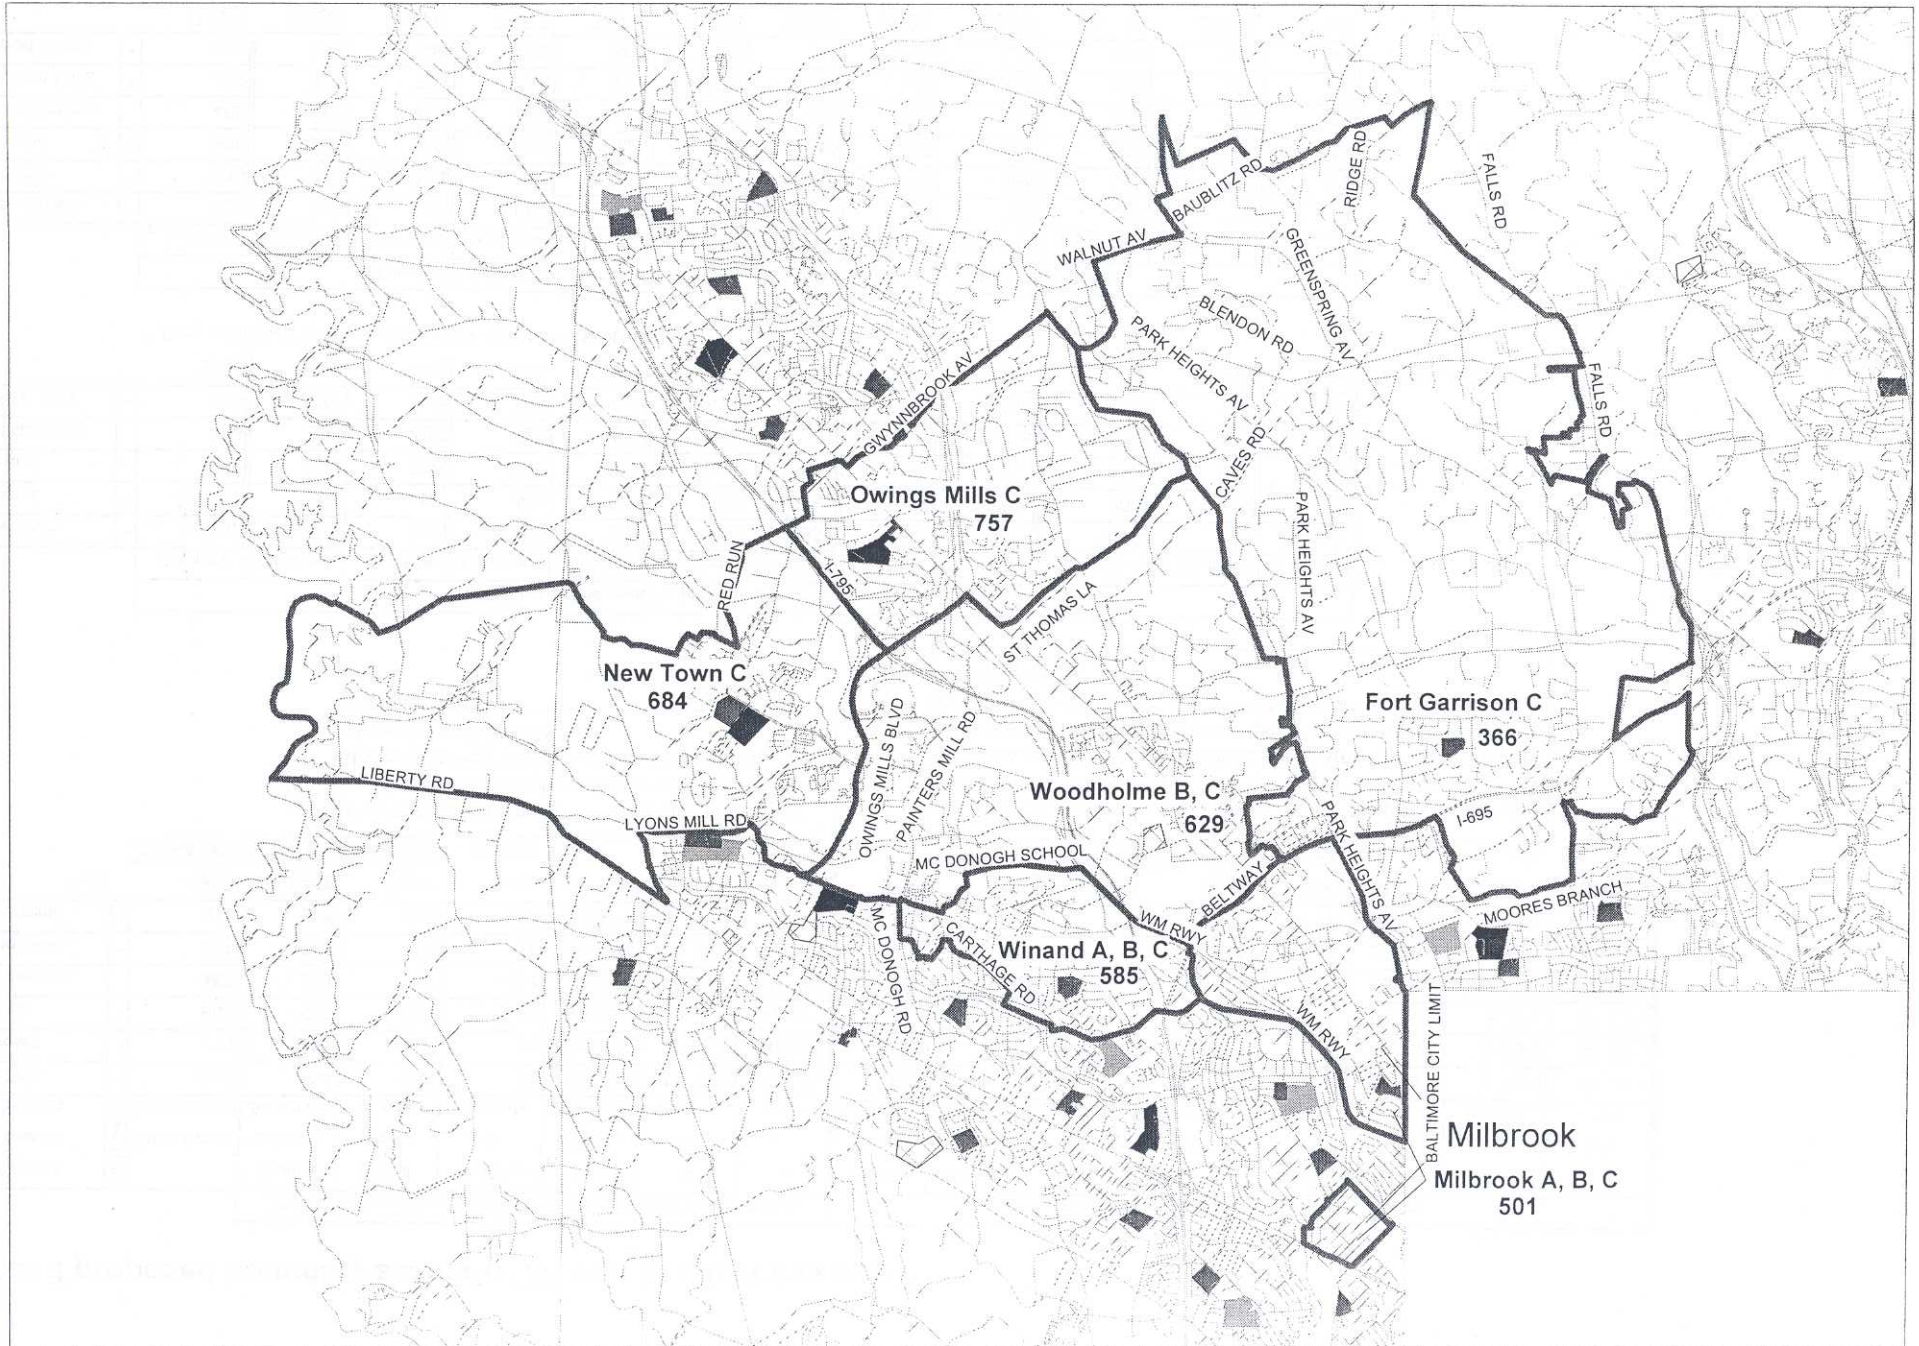 RIDGE RD
FALLS RD
BAUBLITZ RD
WALNUT AV
GREENSPRING AV
BLENDON RD
PARK HEIGHTS AV
GWYNNBROOK AV
FALLS RD
CAVES RD
Owings Mills C
757
PARK HEIGHTS AV
RED RUN
I-795
ST THOMAS LA
New Town C
684
Fort Garrison C
366
OWINGS MILLS BLVD
PAINTERS MILL RD
LIBERTY RD
Woodholme B, C
629
LYONS MILL RD
PARK HEIGHTS AV
I-695
MC DONOGH SCHOOL
BELTWAY
MOORES BRANCH
MC DONOGH RD
CARTHAGE RD
WM RWY
Winand A, B, C
585
WM RWY
BALTIMORE CITY LIMIT
Milbrook
Milbrook A, B, C
501